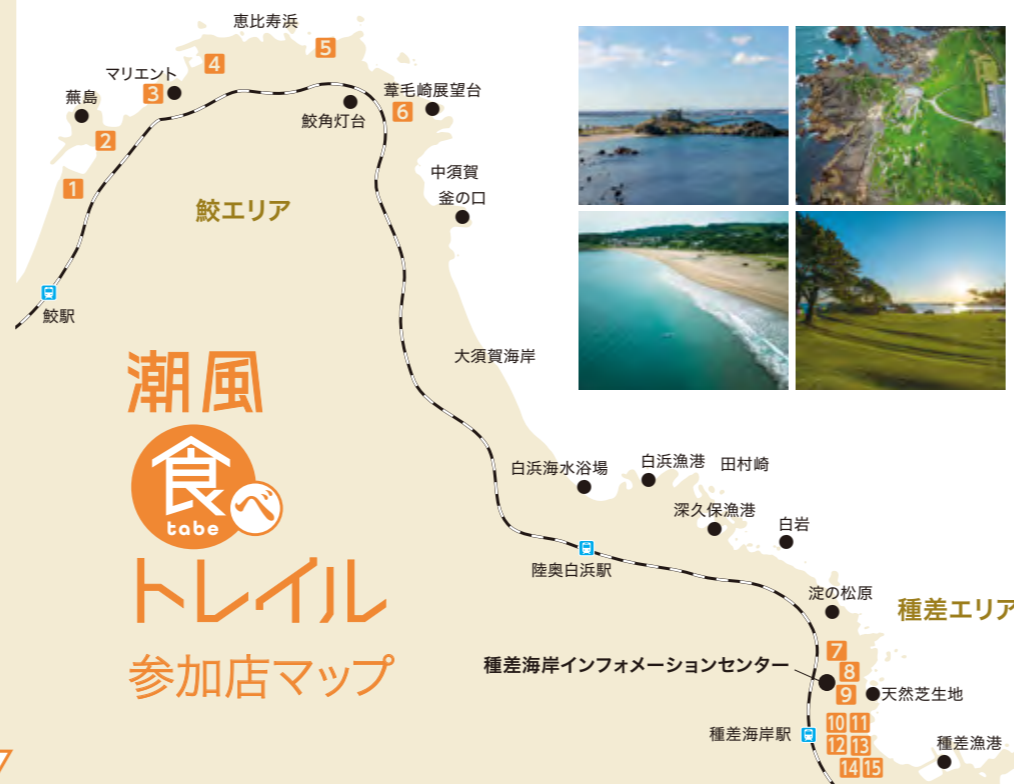 恵比寿浜
5
4
マリエント
3
蕪島
2
1
鮫角灯台
葦毛崎展望台
6
中須賀
釜の口
鮫エリア
鮫駅
大須賀海岸
潮風
食べ
tabe
トレイル
参加店マップ
白浜海水浴場
白浜漁港
田村崎
深久保漁港
白岩
陸奥白浜駅
淀の松原
種差エリア
7
種差海岸インフォメーションセンター
8
9
天然芝生地
種差海岸駅
10 11
12 13
14 15
種差漁港